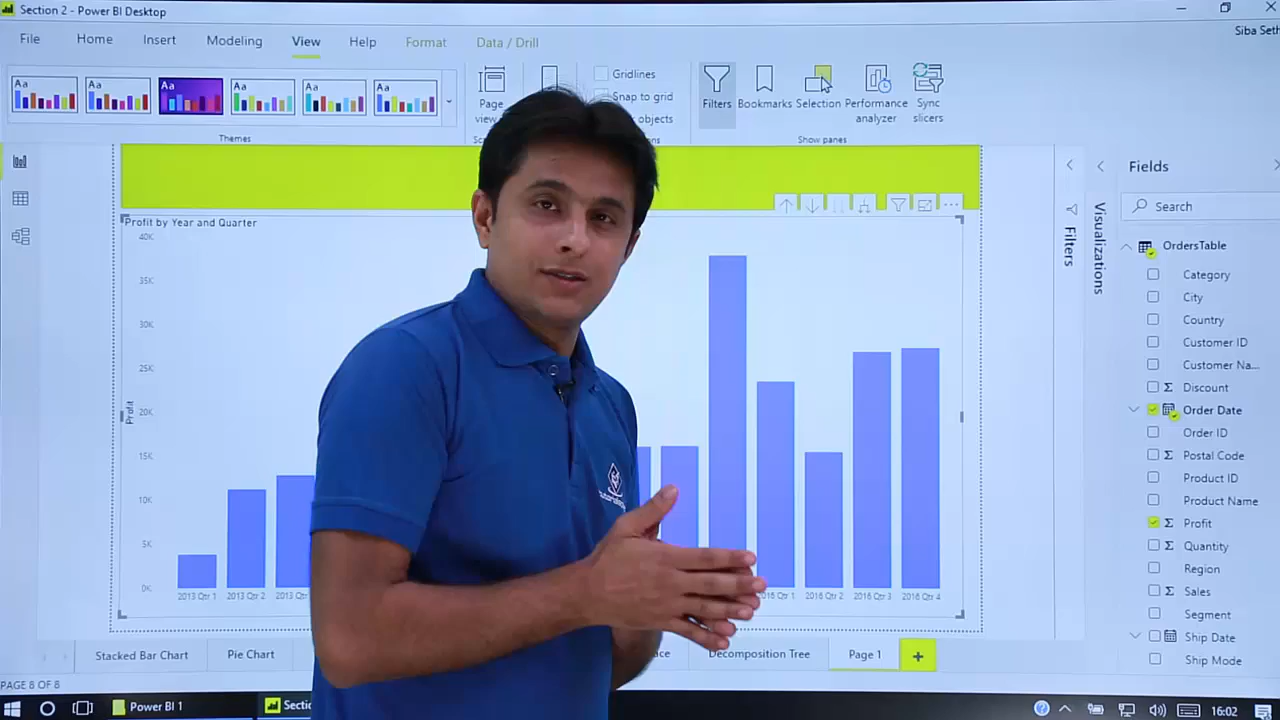 Section 2 - Power BI Desktop
Siba Seth
File Home Insert Modeling View Help Format Data / Drill
Aa Aa Aa Aa Aa Aa
Page view
Gridlines
Snap to grid
objects
Filters Bookmarks Selection Performance analyzer Sync slicers
Themes
Show panes
Profit by Year and Quarter
40K
35K
30K
25K
20K
15K
10K
5K
0K
Profit
2013 Qtr 1 2013 Qtr 2 2016 Qtr 1 2016 Qtr 2 2016 Qtr 3 2016 Qtr 4
Filters
Visualizations
Fields
Search
OrdersTable
Category
City
Country
Customer ID
Customer Na...
Discount
Order Date
Order ID
Postal Code
Product ID
Product Name
Profit
Quantity
Region
Sales
Segment
Ship Date
Ship Mode
Stacked Bar Chart Pie Chart Decomposition Tree Page 1 +
PAGE 8 OF 8
Power BI 1
16:02